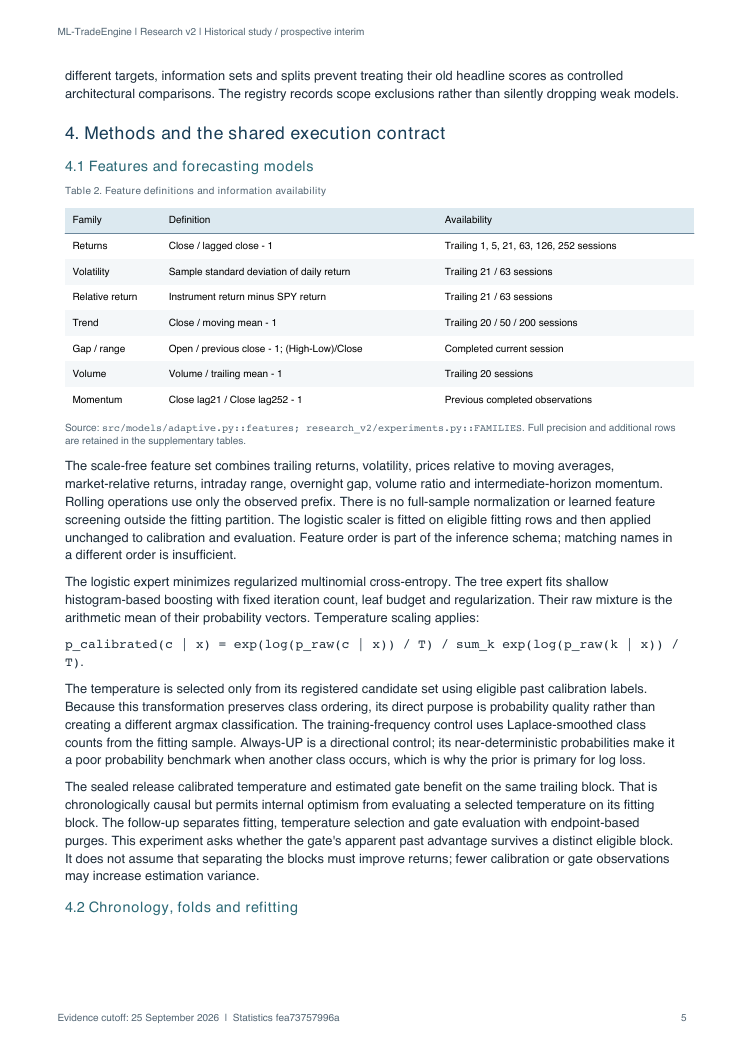 ML-TradeEngine | Research v2 | Historical study / prospective interim
different targets, information sets and splits prevent treating their old headline scores as controlled
architectural comparisons. The registry records scope exclusions rather than silently dropping weak models.
4. Methods and the shared execution contract
4.1 Features and forecasting models
Table 2. Feature definitions and information availability
Family Definition Availability
Returns Close / lagged close - 1 Trailing 1, 5, 21, 63, 126, 252 sessions
Volatility Sample standard deviation of daily return Trailing 21 / 63 sessions
Relative return Instrument return minus SPY return Trailing 21 / 63 sessions
Trend Close / moving mean - 1 Trailing 20 / 50 / 200 sessions
Gap / range Open / previous close - 1; (High-Low)/Close Completed current session
Volume Volume / trailing mean - 1 Trailing 20 sessions
Momentum Close lag21 / Close lag252 - 1 Previous completed observations
Source: src/models/adaptive.py::features; research_v2/experiments.py::FAMILIES. Full precision and additional rows
are retained in the supplementary tables.
The scale-free feature set combines trailing returns, volatility, prices relative to moving averages,
market-relative returns, intraday range, overnight gap, volume ratio and intermediate-horizon momentum.
Rolling operations use only the observed prefix. There is no full-sample normalization or learned feature
screening outside the fitting partition. The logistic scaler is fitted on eligible fitting rows and then applied
unchanged to calibration and evaluation. Feature order is part of the inference schema; matching names in
a different order is insufficient.
The logistic expert minimizes regularized multinomial cross-entropy. The tree expert fits shallow
histogram-based boosting with fixed iteration count, leaf budget and regularization. Their raw mixture is the
arithmetic mean of their probability vectors. Temperature scaling applies:
p_calibrated(c | x) = exp(log(p_raw(c | x)) / T) / sum_k exp(log(p_raw(k | x)) /
T).
The temperature is selected only from its registered candidate set using eligible past calibration labels.
Because this transformation preserves class ordering, its direct purpose is probability quality rather than
creating a different argmax classification. The training-frequency control uses Laplace-smoothed class
counts from the fitting sample. Always-UP is a directional control; its near-deterministic probabilities make it
a poor probability benchmark when another class occurs, which is why the prior is primary for log loss.
The sealed release calibrated temperature and estimated gate benefit on the same trailing block. That is
chronologically causal but permits internal optimism from evaluating a selected temperature on its fitting
block. The follow-up separates fitting, temperature selection and gate evaluation with endpoint-based
purges. This experiment asks whether the gate's apparent past advantage survives a distinct eligible block.
It does not assume that separating the blocks must improve returns; fewer calibration or gate observations
may increase estimation variance.
4.2 Chronology, folds and refitting
Evidence cutoff: 25 September 2026 | Statistics fea73757996a 5